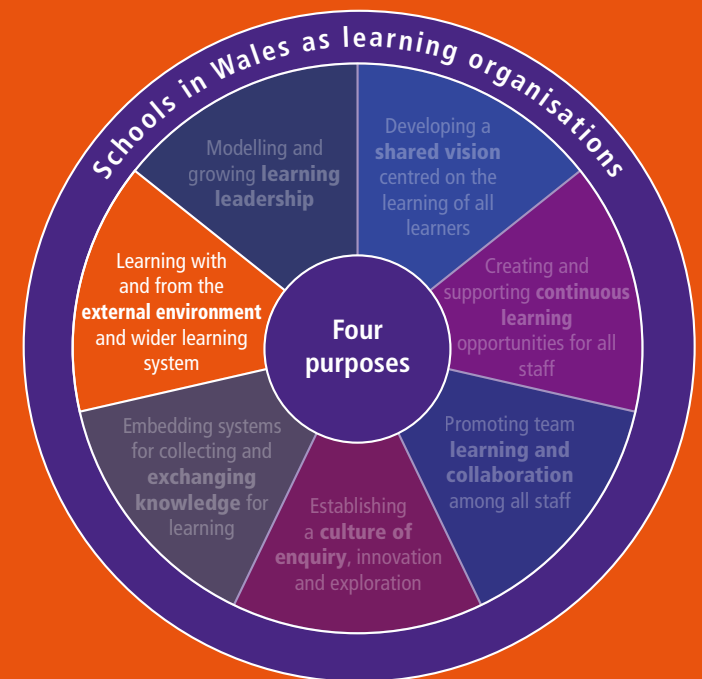 Schools in Wales as learning organisations
Developing a
shared vision
centred on the
learning of all
learners
Creating and
supporting continuous
learning
opportunities for all
staff
Promoting team
learning and
collaboration
among all staff
Establishing
a culture of
enquiry, innovation
and exploration
Embedding systems
for collecting and
exchanging
knowledge for
learning
Learning with
and from the
external environment
and wider learning
system
Modelling and
growing learning
leadership
Four
purposes